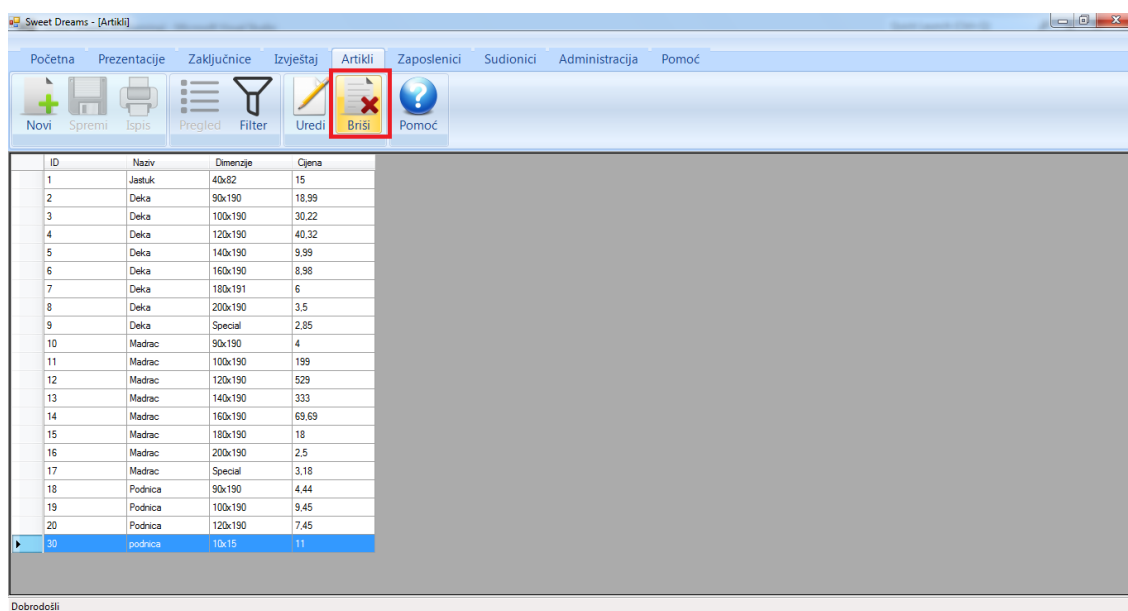 Sweet Dreams - [Artikli]
Početna Prezentacije Zaključnice Izvještaj Artikli Zaposlenici Sudionici Administracija Pomoć
Novi Spremi Ispis Pregled Filter Uredi Briši Pomoć
ID Naziv Dimenzije Cijena
1 Jastuk 40x82 15
2 Deka 90x190 18,99
3 Deka 100x190 30,22
4 Deka 120x190 40,32
5 Deka 140x190 9,99
6 Deka 160x190 8,98
7 Deka 180x191 6
8 Deka 200x190 3,5
9 Deka Special 2,85
10 Madrac 90x190 4
11 Madrac 100x190 199
12 Madrac 120x190 529
13 Madrac 140x190 333
14 Madrac 160x190 69,69
15 Madrac 180x190 18
16 Madrac 200x190 2,5
17 Madrac Special 3,18
18 Podnica 90x190 4,44
19 Podnica 100x190 9,45
20 Podnica 120x190 7,45
30 podnica 10x15 11
Dobrodošli